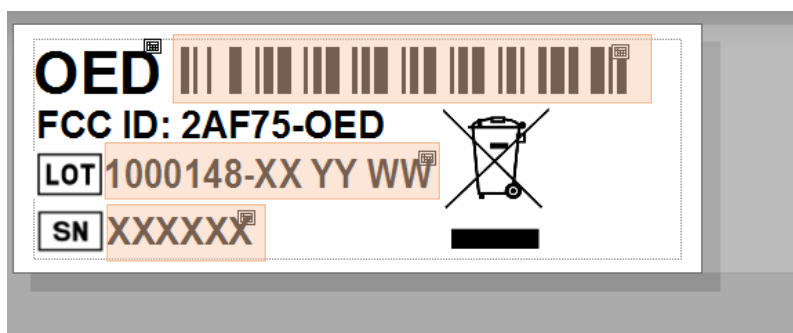 OED
FCC ID: 2AF75-OED
LOT 1000148-XX YY WW
SN XXXXXX